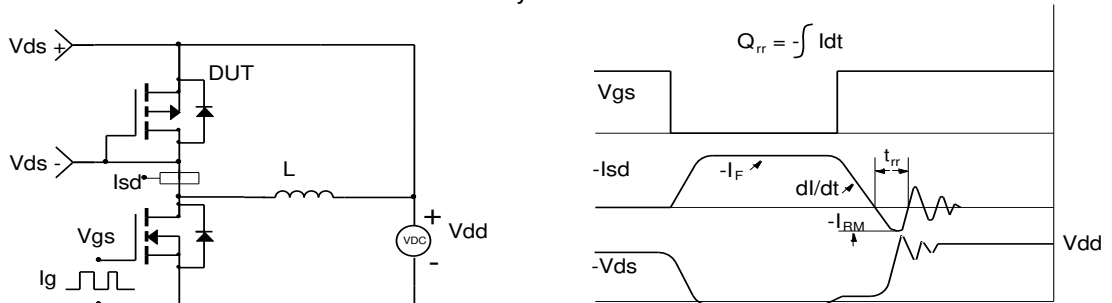 Vds +
DUT
Vds -
Isd
L
Vgs
Ig
VDC
+
-
Vdd
Qrr = -∫ Idt
Vgs
-Isd
-IF
dI/dt
trr
-IRM
Vdd
-Vds